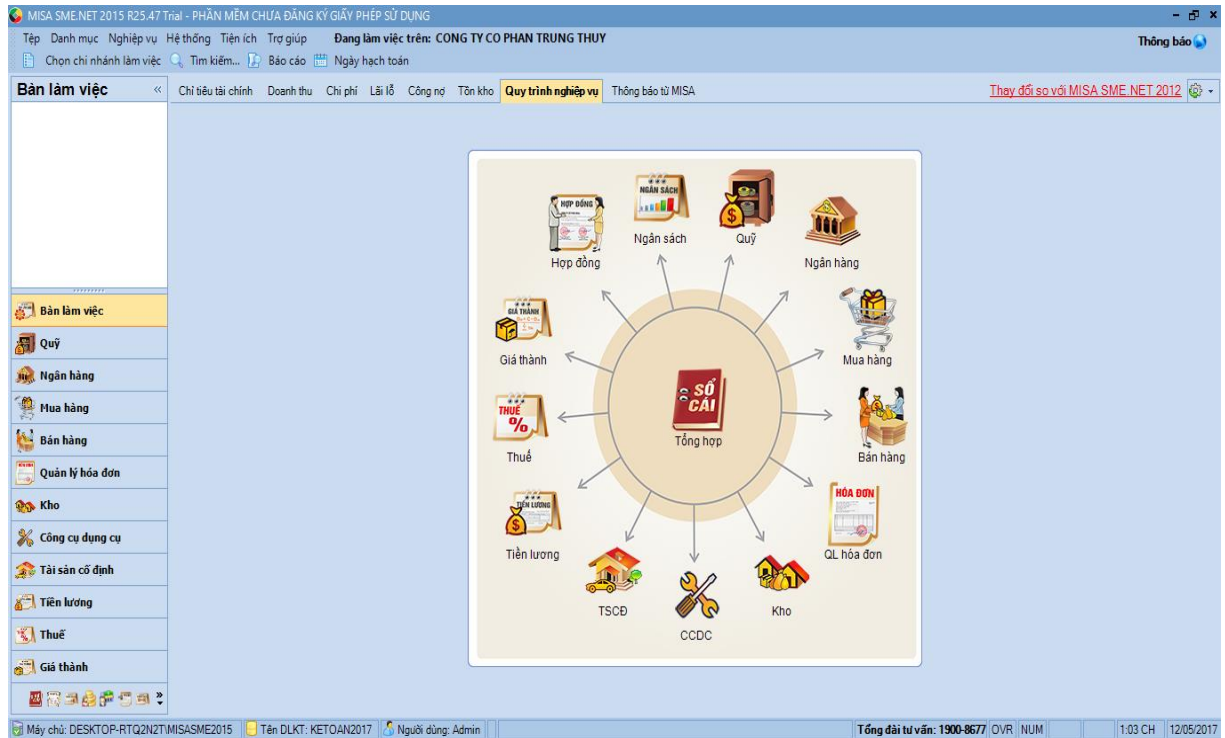 MISA SME.NET 2015 R25.47 Trial - PHẦN MỀM CHƯA ĐĂNG KÝ GIẤY PHÉP SỬ DỤNG
Tệp Danh mục Nghiệp vụ Hệ thống Tiện ích Trợ giúp Đang làm việc trên: CONG TY CO PHAN TRUNG THUY
Thông báo
Chọn chi nhánh làm việc Tìm kiếm... Báo cáo Ngày hạch toán
Bàn làm việc «
Chỉ tiêu tài chính Doanh thu Chi phí Lãi lỗ Công nợ Tồn kho Quy trình nghiệp vụ Thông báo từ MISA
Thay đổi so với MISA SME.NET 2012
Bàn làm việc
Quỹ
Ngân hàng
Mua hàng
Bán hàng
Quản lý hóa đơn
Kho
Công cụ dụng cụ
Tài sản cố định
Tiền lương
Thuế
Giá thành
HỢP ĐỒNG
Hợp đồng
NGÂN SÁCH
Ngân sách
Quỹ
Ngân hàng
GIÁ THÀNH
Giá thành
Mua hàng
SỔ
CÁI
Tổng hợp
THUẾ
%
Thuế
Bán hàng
TIỀN LƯƠNG
Tiền lương
HÓA ĐƠN
QL hóa đơn
TSCĐ
CCDC
Kho
Máy chủ: DESKTOP-RTQ2N2T\MISASME2015 Tên DLKT: KETOAN2017 Người dùng: Admin
Tổng đài tư vấn: 1900-8677 OVR NUM 1:03 CH 12/05/2017